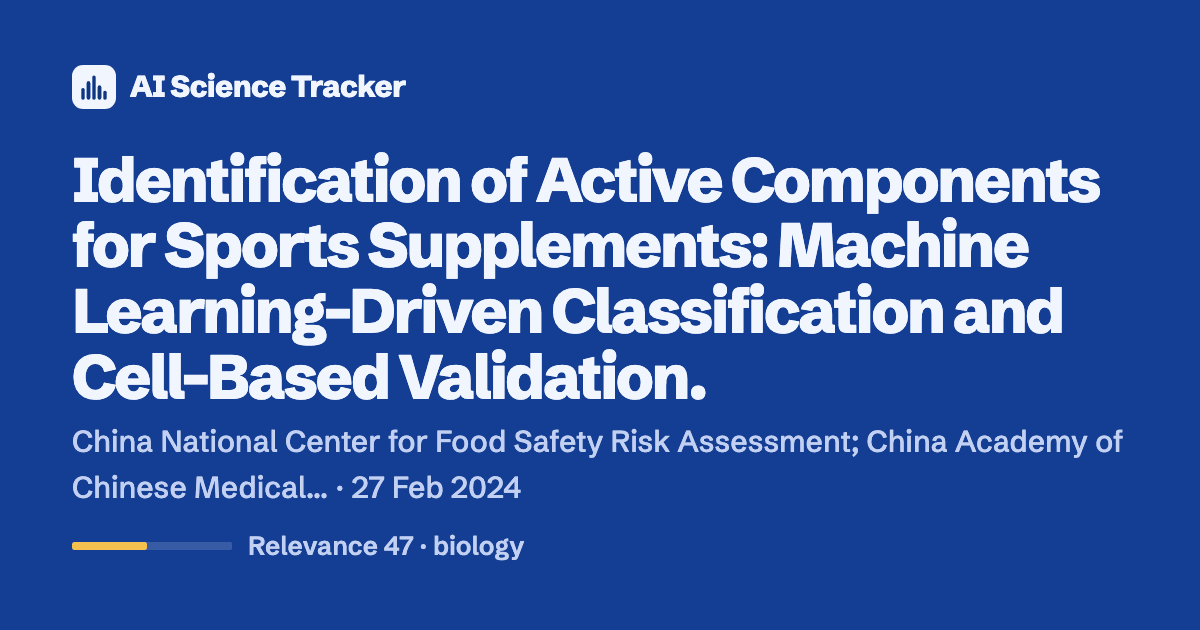 AI Science Tracker
Identification of Active Components
for Sports Supplements: Machine
Learning-Driven Classification and
Cell-Based Validation.
China National Center for Food Safety Risk Assessment; China Academy of
Chinese Medical... · 27 Feb 2024
Relevance 47 · biology